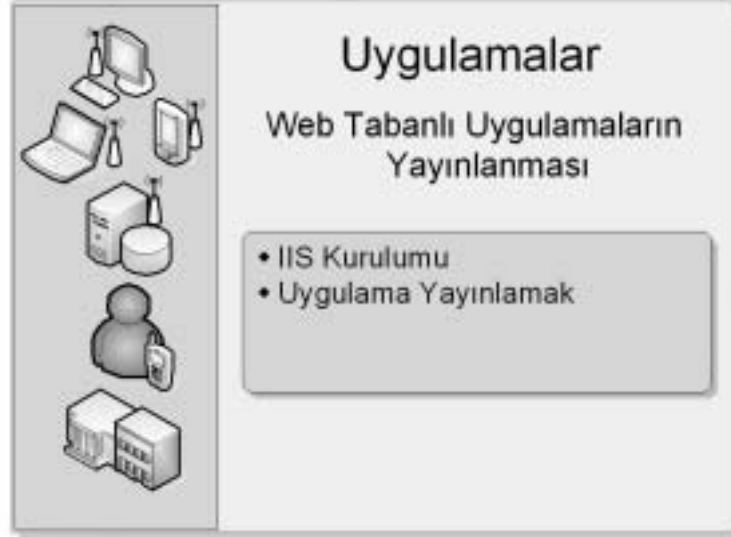 Uygulamalar
Web Tabanlı Uygulamaların
Yayınlanması
• IIS Kurulumu
• Uygulama Yayınlamak